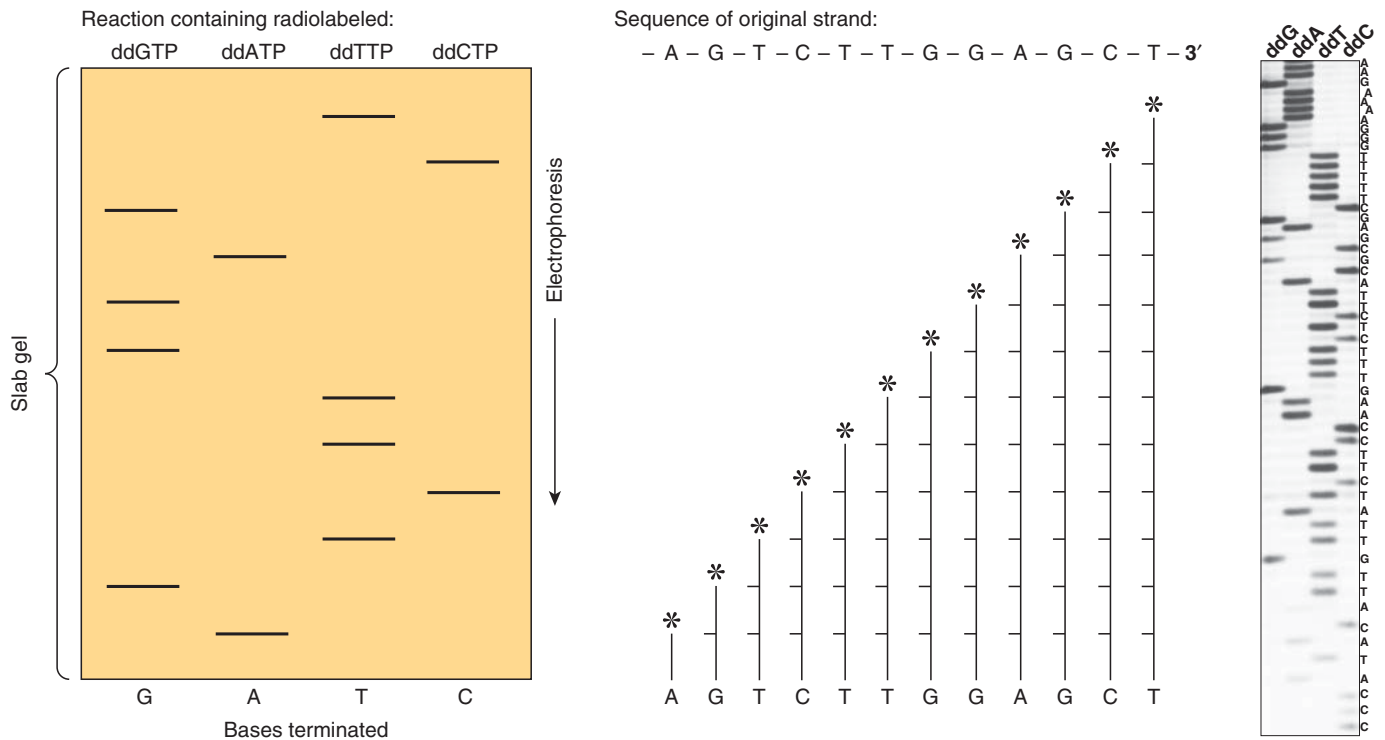 Reaction containing radiolabeled:
ddGTP ddATP ddTTP ddCTP
Slab gel
Electrophoresis
G A T C
Bases terminated
Sequence of original strand:
– A – G – T – C – T – T – G – G – A – G – C – T – 3′
*
*
*
*
*
*
*
*
*
*
*
*
A G T C T T G G A G C T
ddG ddA ddT ddC
A
A
G
A
A
A
A
G
G
G
T
T
T
T
T
C
G
A
G
C
G
C
A
T
T
C
T
C
T
T
T
G
A
A
C
C
T
T
C
T
A
T
T
G
T
T
A
C
A
T
A
C
C
C